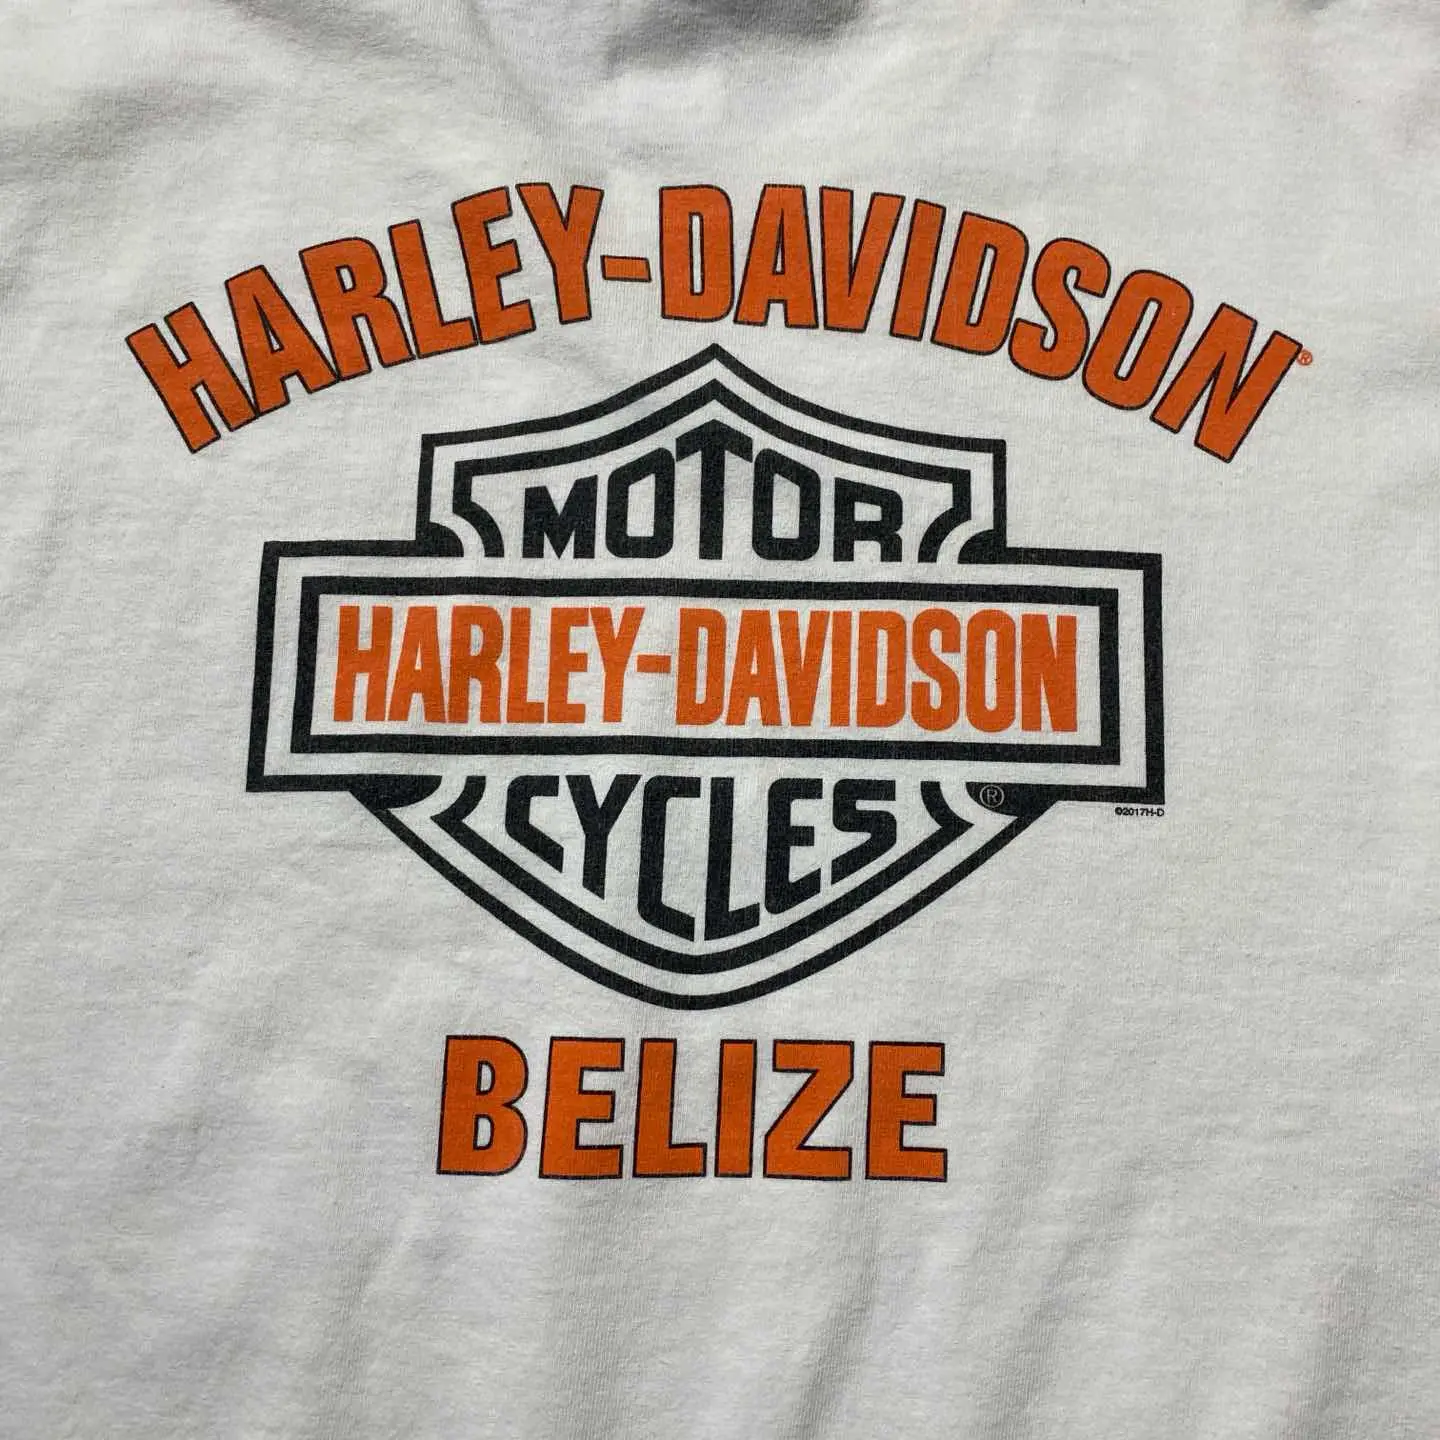 HARLEY-DAVIDSON®
MOTOR
HARLEY-DAVIDSON
CYCLES ®
©2017H-D
BELIZE